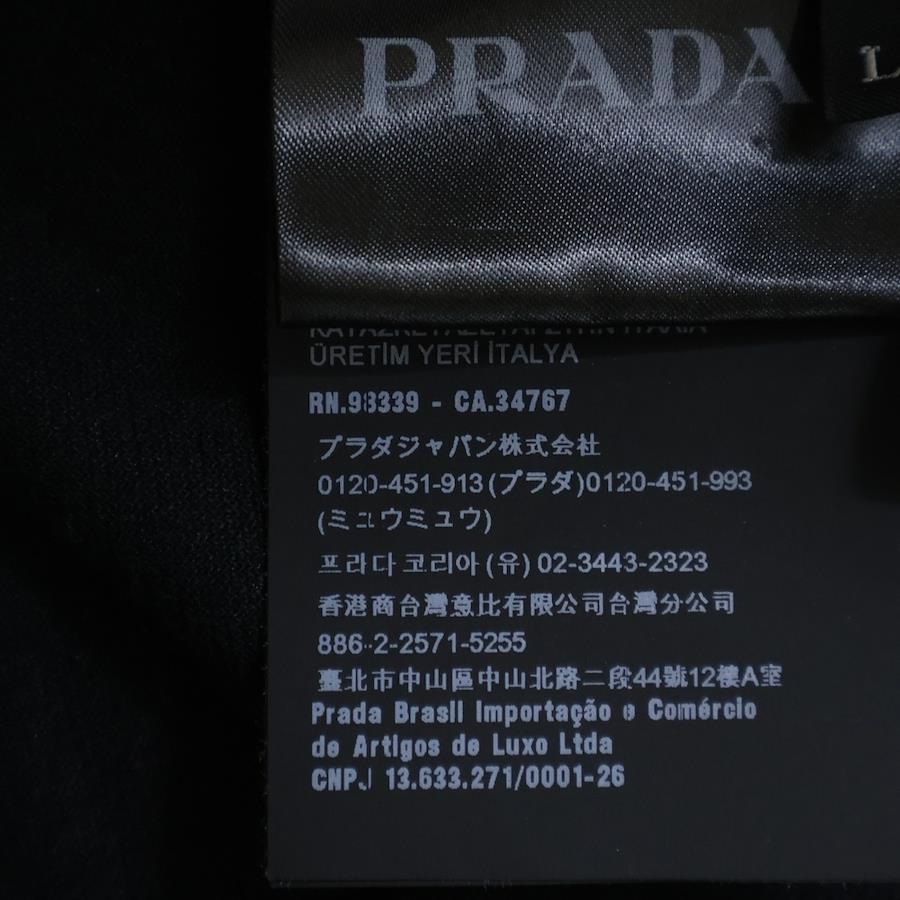 PRADA
L
ÜRETİM YERİ İTALYA
RN.98339 - CA.34767
プラダジャパン株式会社
0120-451-913(プラダ)0120-451-993
(ミュウミュウ)
프라다 코리아 (유) 02-3443-2323
香港商台灣意比有限公司台灣分公司
886-2-2571-5255
臺北市中山區中山北路二段44號12樓A室
Prada Brasil Importação e Comércio
de Artigos de Luxo Ltda
CNPJ 13.633.271/0001-26